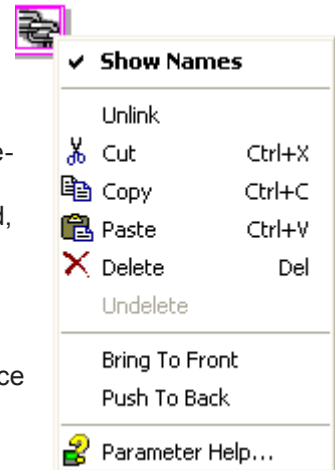 Show Names
Unlink
e-
Cut Ctrl+X
Copy Ctrl+C
d,
Paste Ctrl+V
Delete Del
Undelete
Bring To Front
ce
Push To Back
Parameter Help...